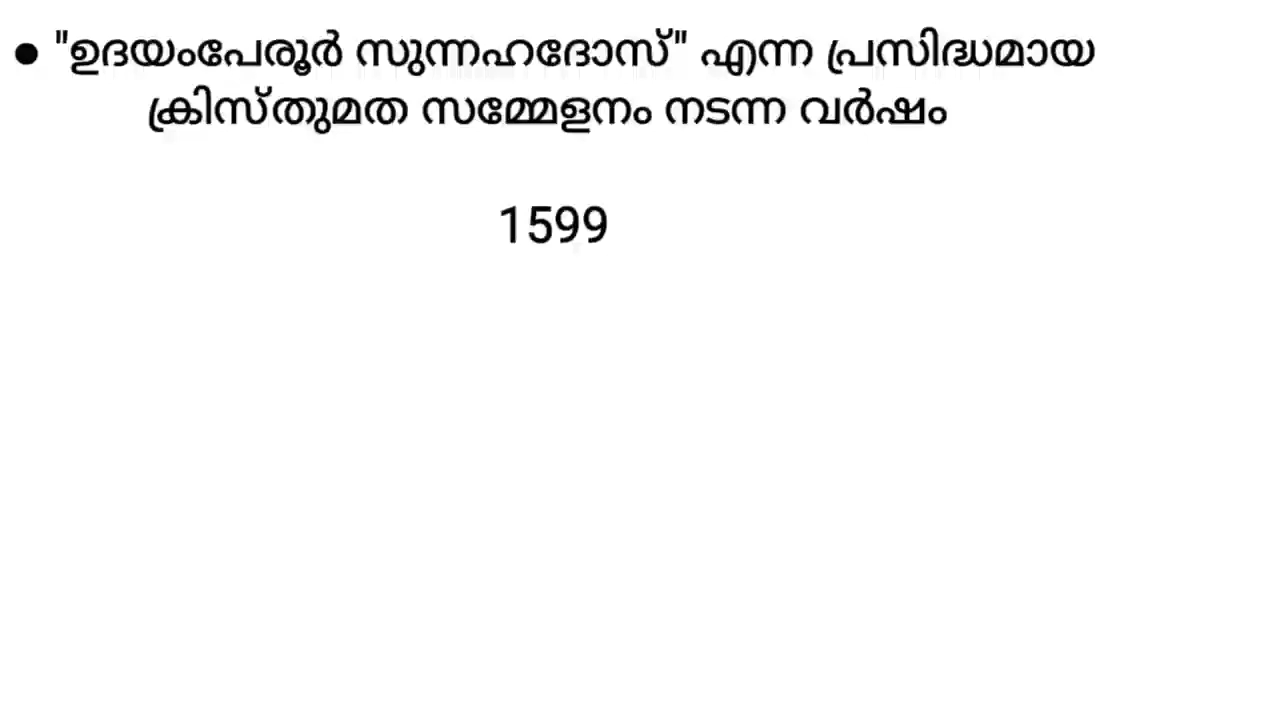 ● "ഉദയംപേരൂർ സുന്നഹദോസ്" എന്ന പ്രസിദ്ധമായ
ക്രിസ്തുമത സമ്മേളനം നടന്ന വർഷം
1599